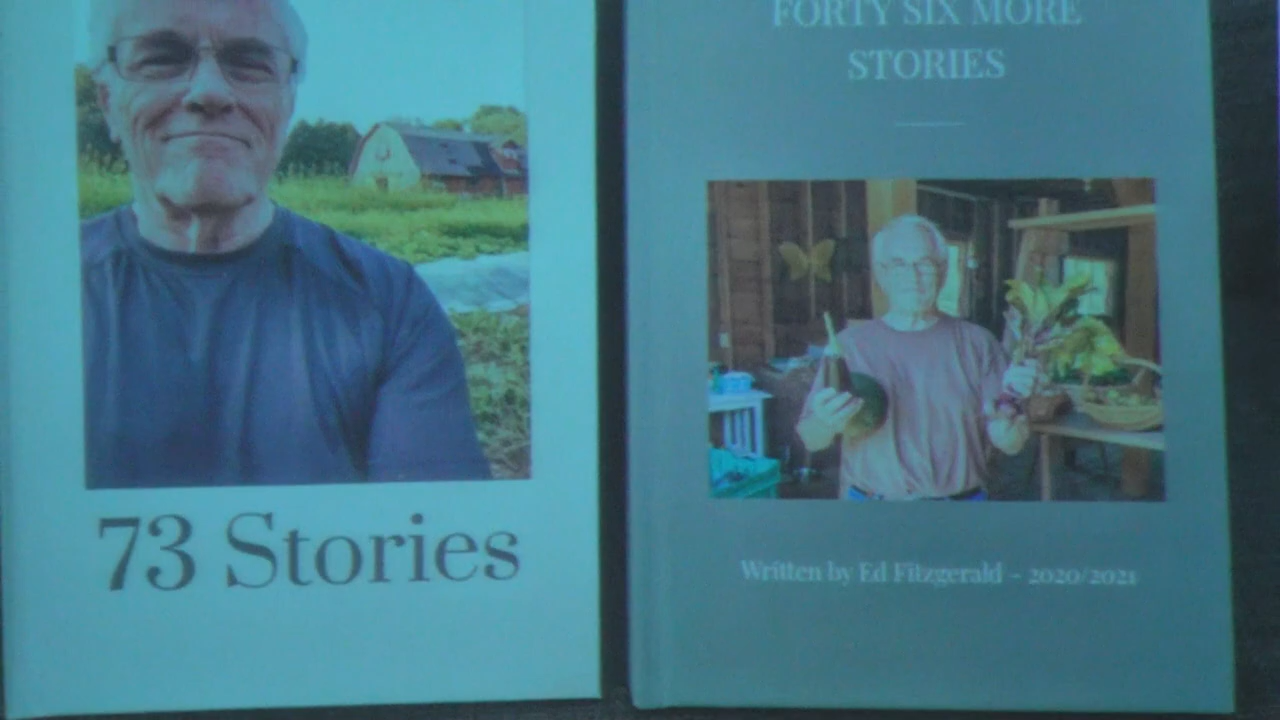 73 Stories
FORTY SIX MORE
STORIES
Written by Ed Fitzgerald - 2020/2021